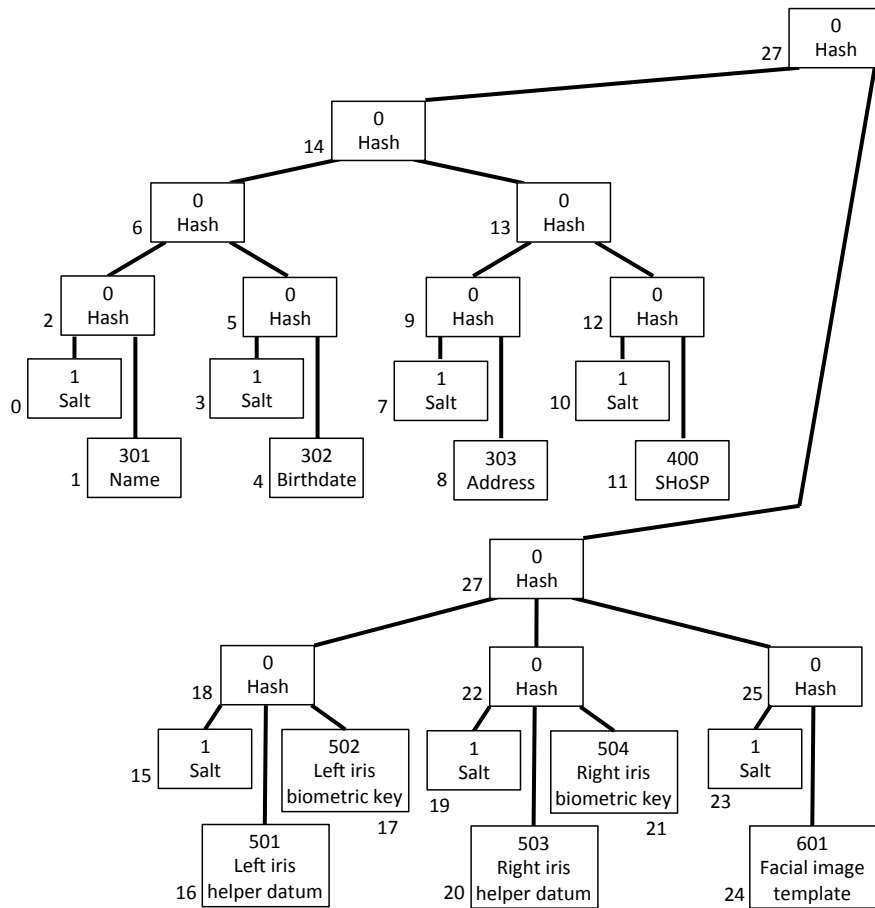 0
27
Hash
0
14
Hash
0
6
Hash
0
13
Hash
0
2
Hash
0
5
Hash
0
9
Hash
0
12
Hash
1
0
Salt
1
3
Salt
1
7
Salt
1
10
Salt
301
1
Name
302
4
Birthdate
303
8
Address
400
11
SHoSP
0
27
Hash
0
18
Hash
0
22
Hash
0
25
Hash
1
15
Salt
502
Left iris
biometric key
17
1
Salt
19
504
Right iris
biometric key
21
1
Salt
23
501
Left iris
16
helper datum
503
Right iris
20
helper datum
601
Facial image
24
template